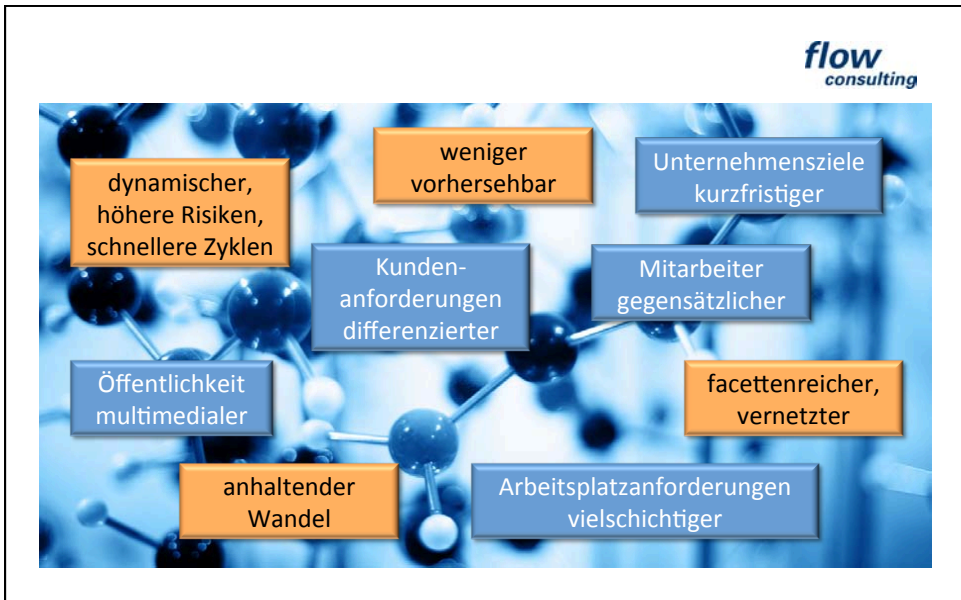 flow
consulting
dynamischer,
höhere Risiken,
schnellere Zyklen
weniger
vorhersehbar
Unternehmensziele
kurzfristiger
Kunden-
anforderungen
differenzierter
Mitarbeiter
gegensätzlicher
Öffentlichkeit
multimedialer
facettenreicher,
vernetzter
anhaltender
Wandel
Arbeitsplatzanforderungen
vielschichtiger